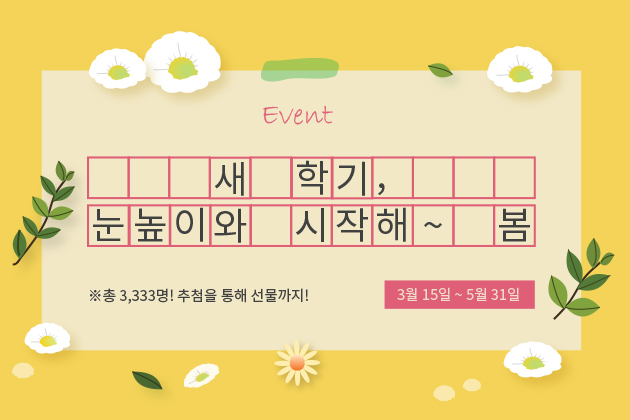 Event
새 학기,
눈높이와 시작해~ 봄
※총 3,333명! 추첨을 통해 선물까지!
3월 15일 ~ 5월 31일